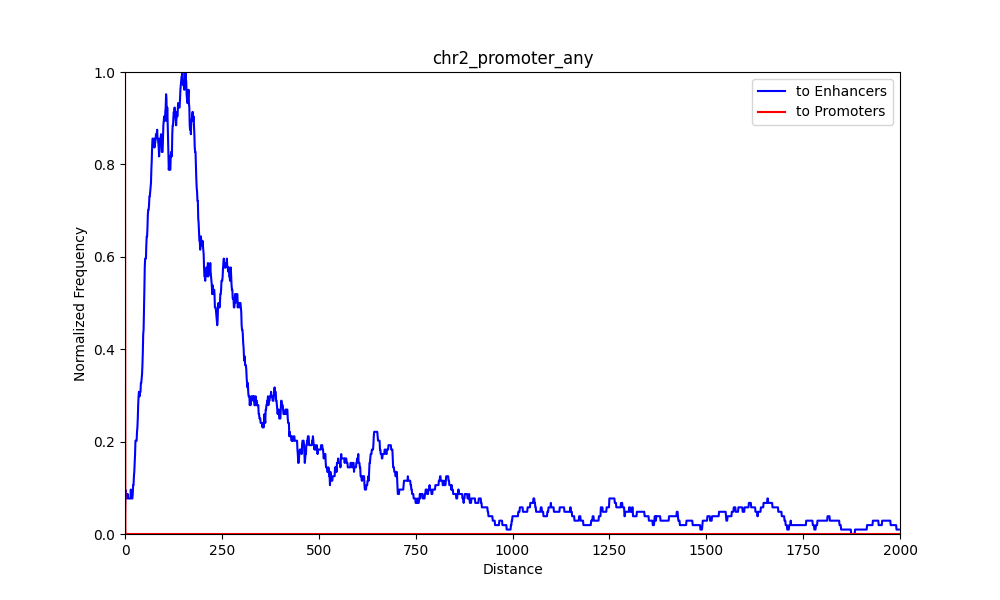 chr2_promoter_any
to Enhancers
to Promoters
Normalized Frequency
1.0
0.8
0.6
0.4
0.2
0.0
0 250 500 750 1000 1250 1500 1750 2000
Distance